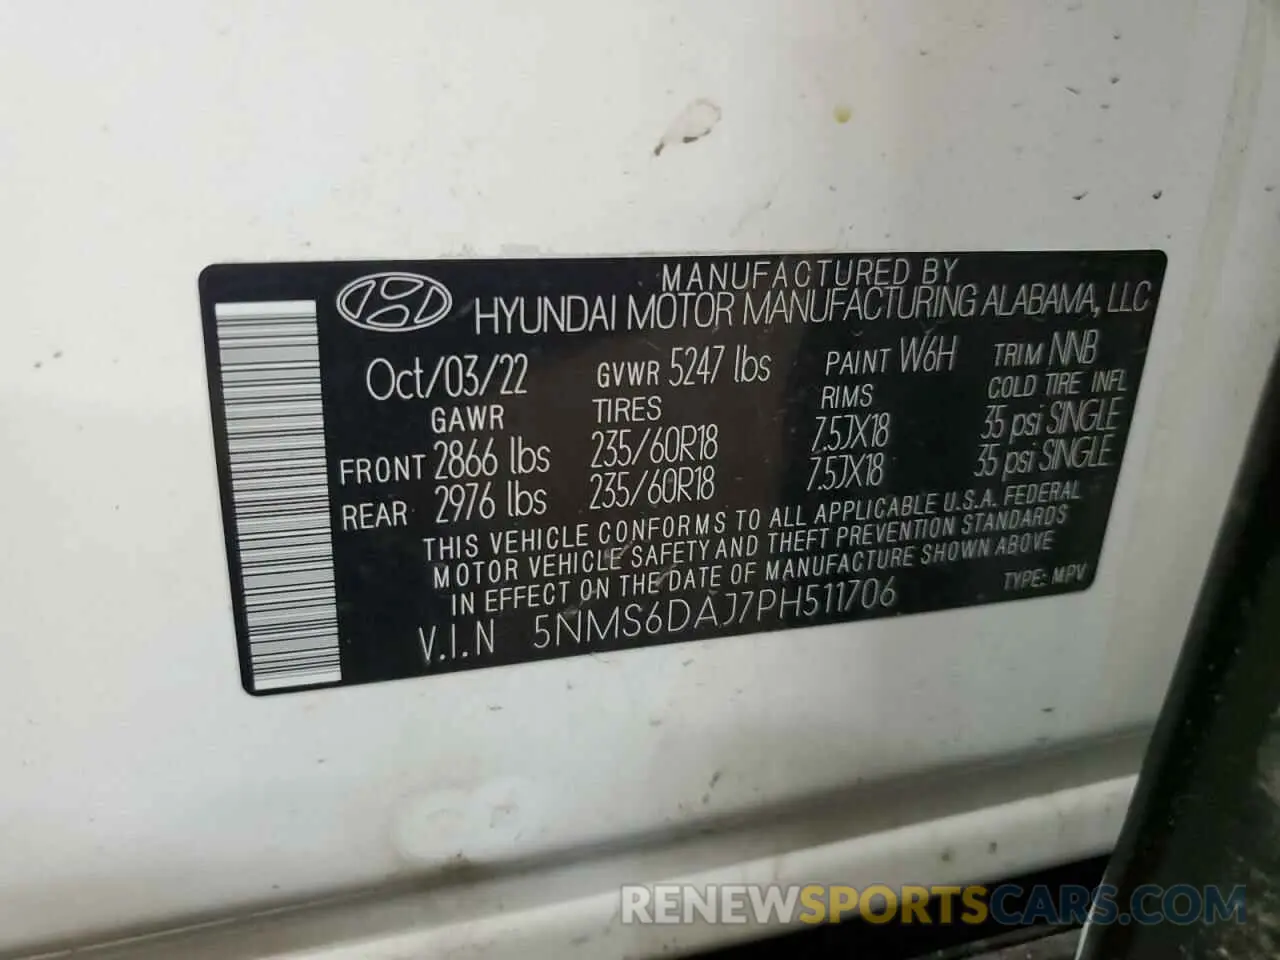 MANUFACTURED BY
HYUNDAI MOTOR MANUFACTURING ALABAMA, LLC
Oct/03/22 GVWR 5247 lbs PAINT W6H TRIM NNB
GAWR TIRES RIMS COLD TIRE INFL
FRONT 2866 lbs 235/60R18 7.5JX18 35 psi SINGLE
REAR 2976 lbs 235/60R18 7.5JX18 35 psi SINGLE
THIS VEHICLE CONFORMS TO ALL APPLICABLE U.S.A. FEDERAL
MOTOR VEHICLE SAFETY AND THEFT PREVENTION STANDARDS
IN EFFECT ON THE DATE OF MANUFACTURE SHOWN ABOVE
V.I.N 5NMS6DAJ7PH511706 TYPE: MPV
RENEWSPORTSCARS.COM